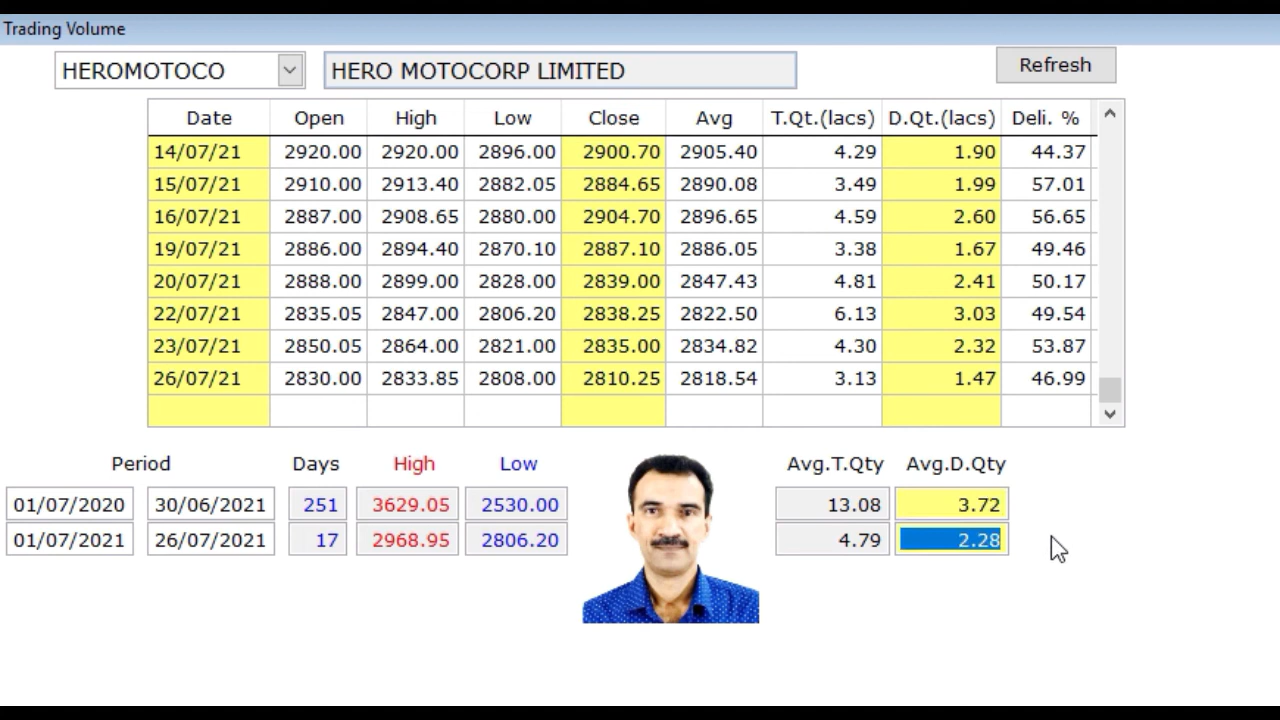 Trading Volume
HEROMOTOCO HERO MOTOCORP LIMITED Refresh
Date Open High Low Close Avg T.Qt.(lacs) D.Qt.(lacs) Deli. %
14/07/21 2920.00 2920.00 2896.00 2900.70 2905.40 4.29 1.90 44.37
15/07/21 2910.00 2913.40 2882.05 2884.65 2890.08 3.49 1.99 57.01
16/07/21 2887.00 2908.65 2880.00 2904.70 2896.65 4.59 2.60 56.65
19/07/21 2886.00 2894.40 2870.10 2887.10 2886.05 3.38 1.67 49.46
20/07/21 2888.00 2899.00 2828.00 2839.00 2847.43 4.81 2.41 50.17
22/07/21 2835.05 2847.00 2806.20 2838.25 2822.50 6.13 3.03 49.54
23/07/21 2850.05 2864.00 2821.00 2835.00 2834.82 4.30 2.32 53.87
26/07/21 2830.00 2833.85 2808.00 2810.25 2818.54 3.13 1.47 46.99
Period Days High Low Avg.T.Qty Avg.D.Qty
01/07/2020 30/06/2021 251 3629.05 2530.00 13.08 3.72
01/07/2021 26/07/2021 17 2968.95 2806.20 4.79 2.28